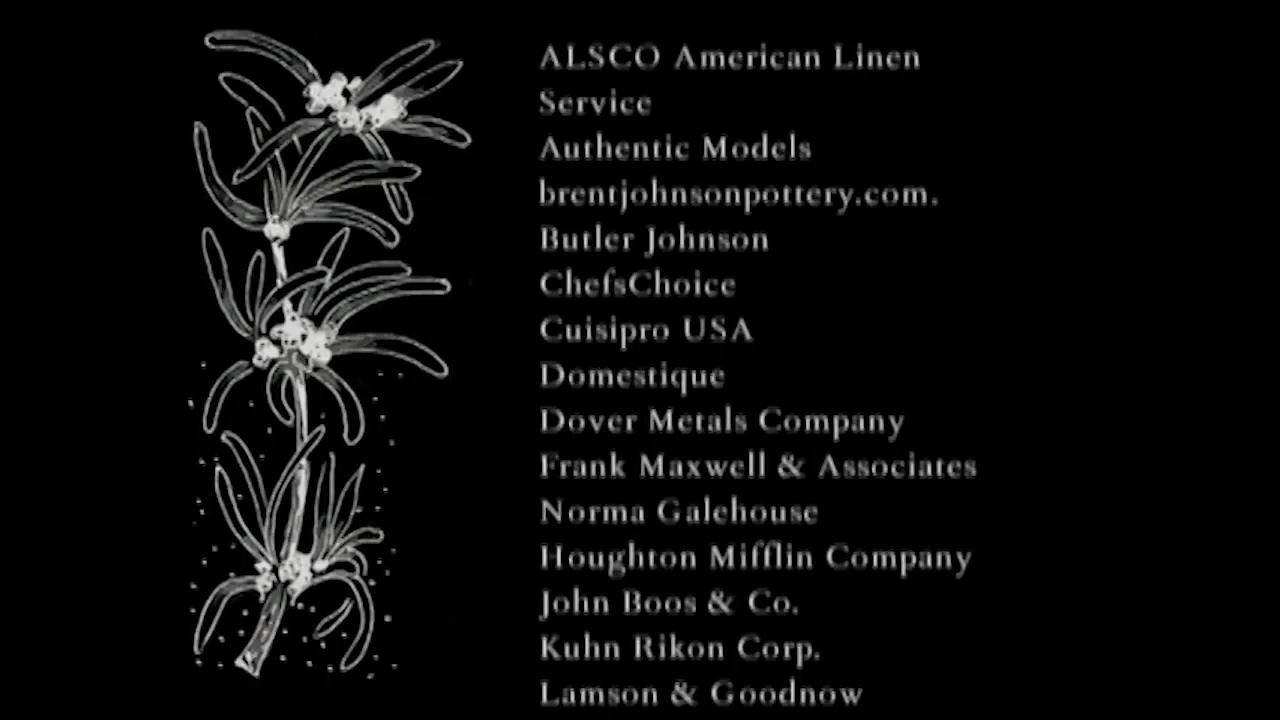 ALSCO American Linen
Service
Authentic Models
brentjohnsonpottery.com.
Butler Johnson
ChefsChoice
Cuisipro USA
Domestique
Dover Metals Company
Frank Maxwell & Associates
Norma Galehouse
Houghton Mifflin Company
John Boos & Co.
Kuhn Rikon Corp.
Lamson & Goodnow